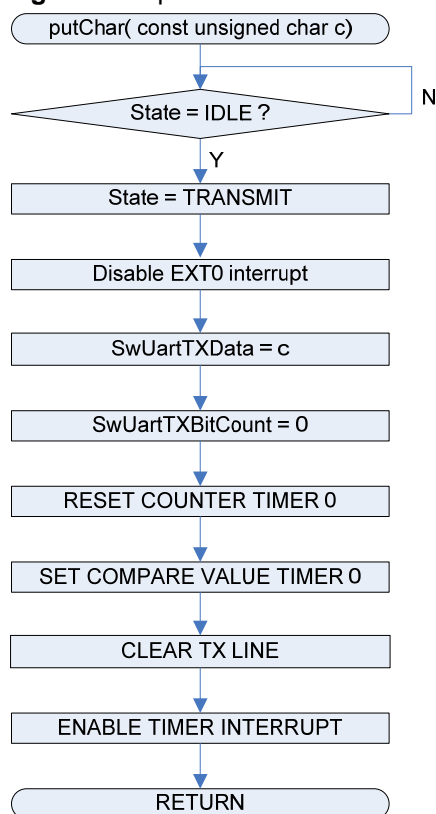 putChar( const unsigned char c)
State = IDLE ?
N
Y
State = TRANSMIT
Disable EXT0 interrupt
SwUartTXData = c
SwUartTXBitCount = 0
RESET COUNTER TIMER 0
SET COMPARE VALUE TIMER 0
CLEAR TX LINE
ENABLE TIMER INTERRUPT
RETURN